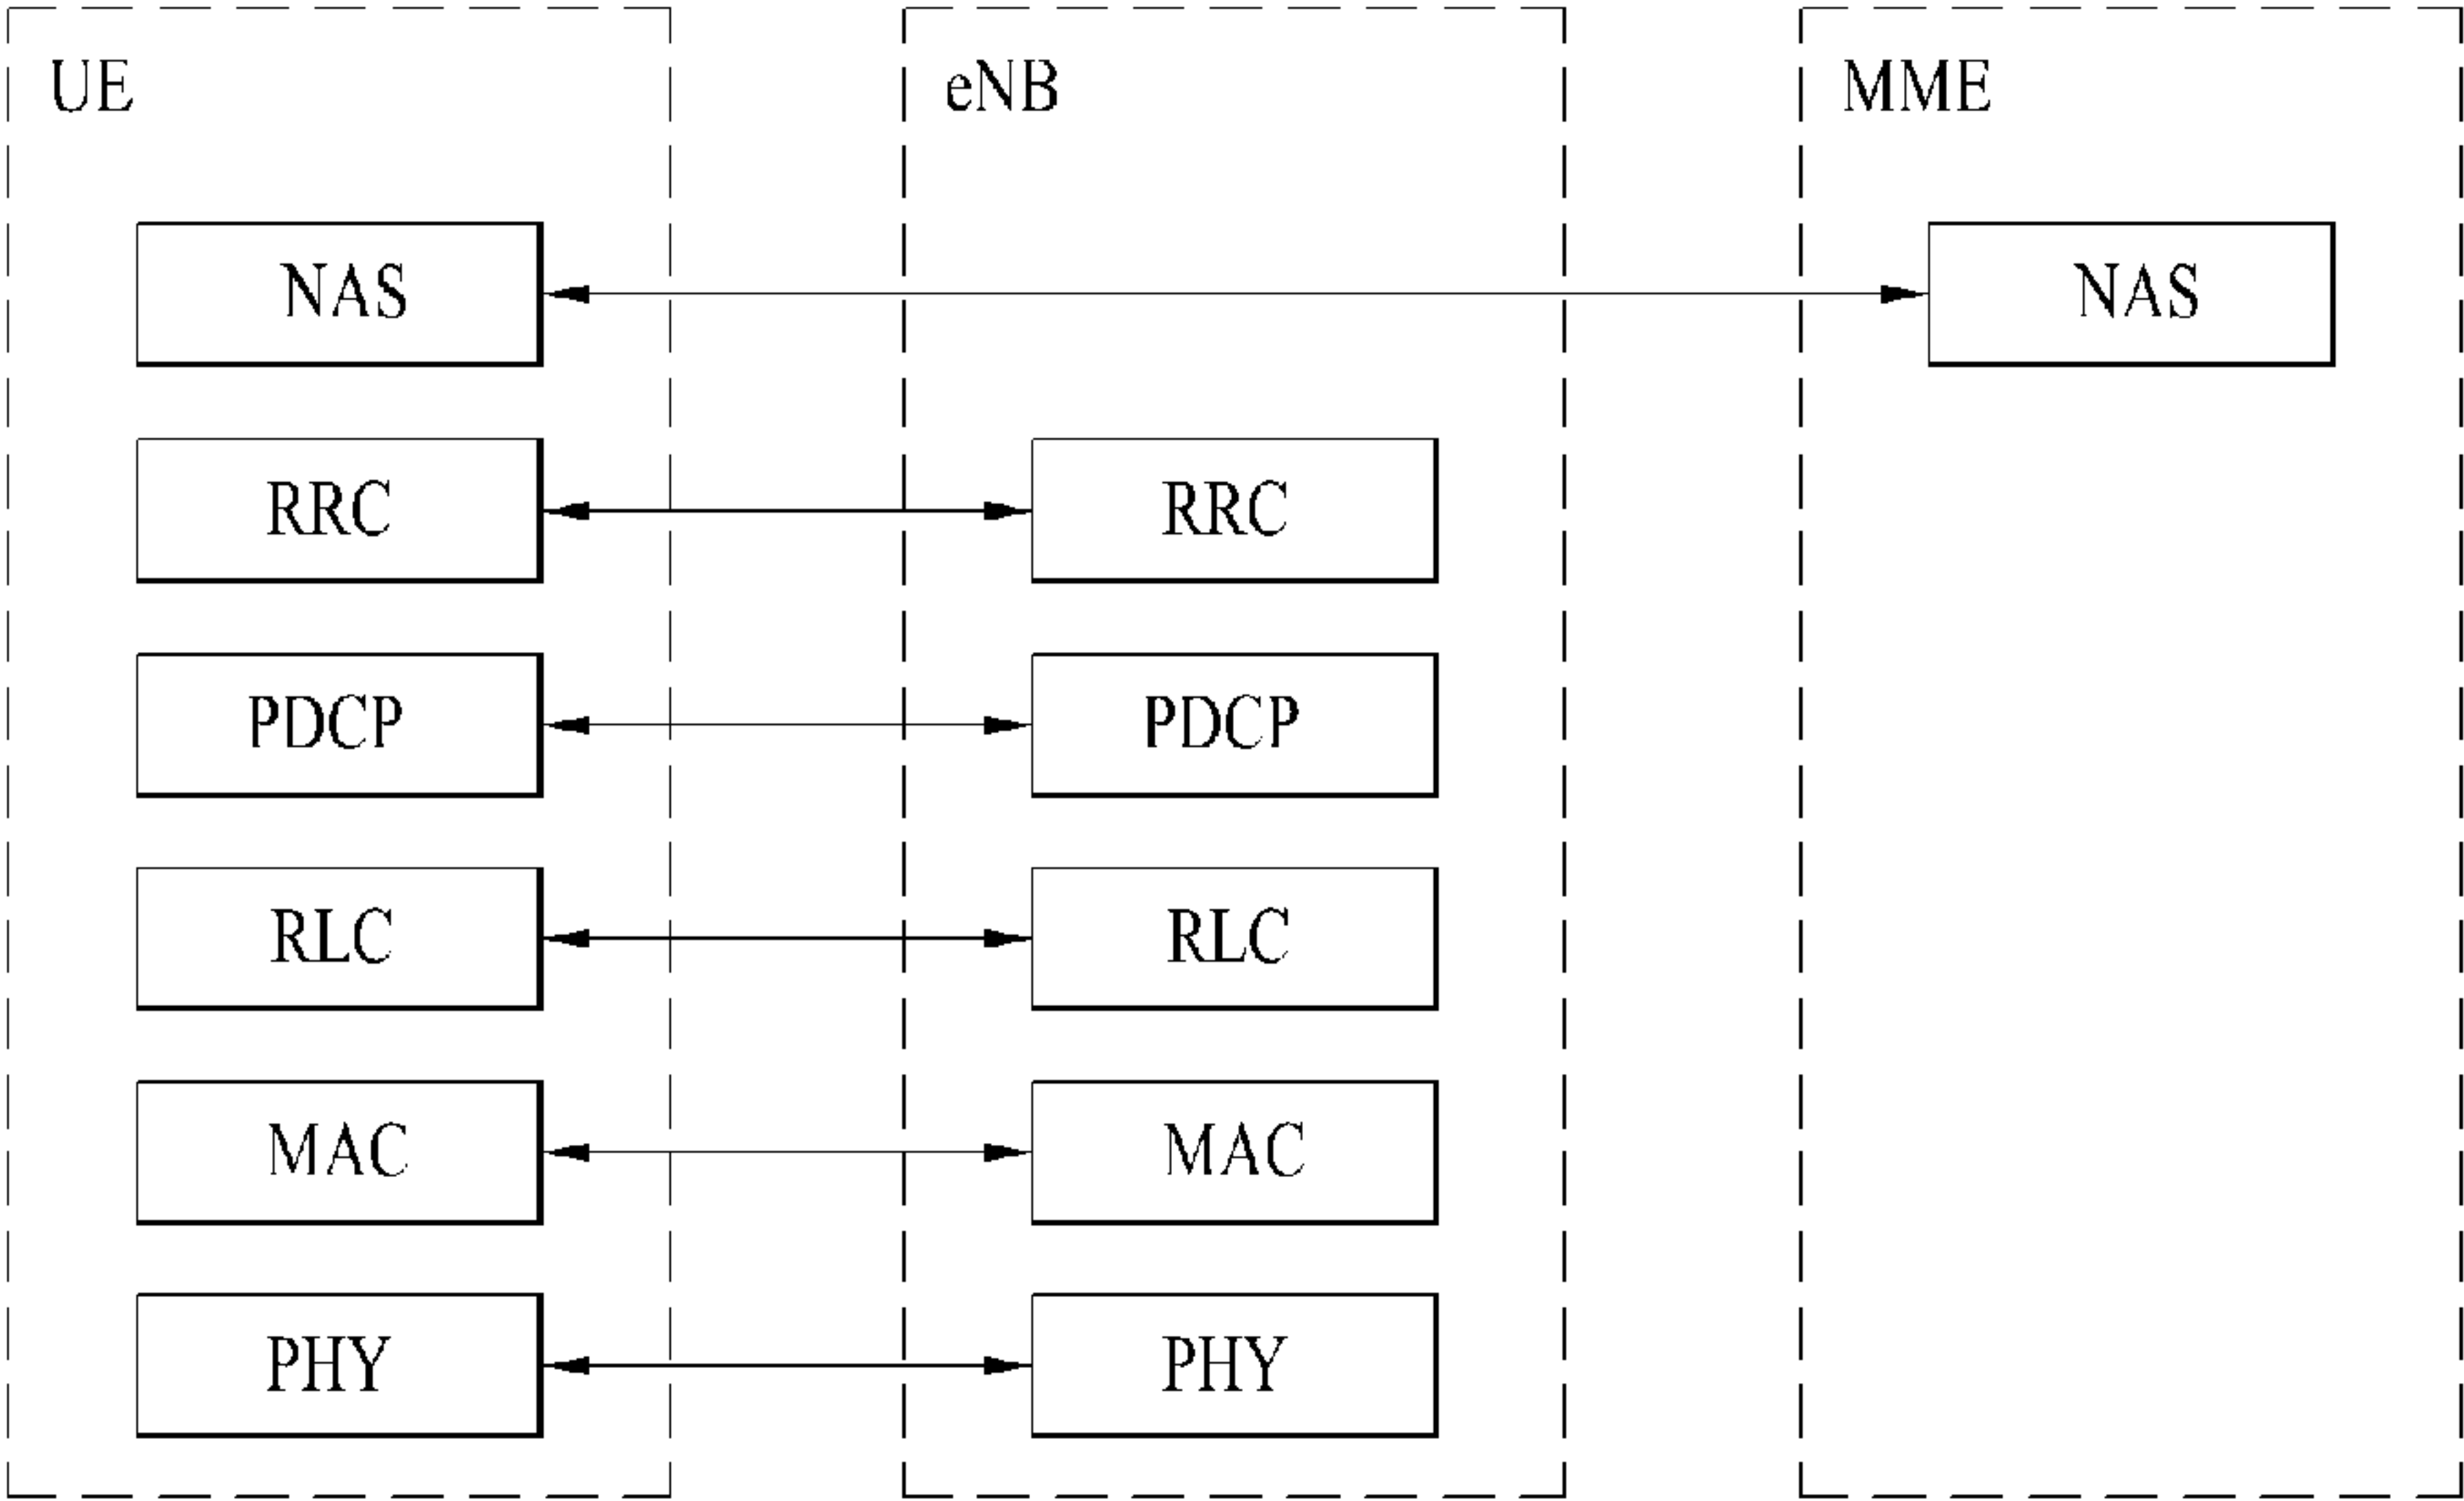 UE eNB MME
NAS NAS
RRC RRC
PDCP PDCP
RLC RLC
MAC MAC
PHY PHY